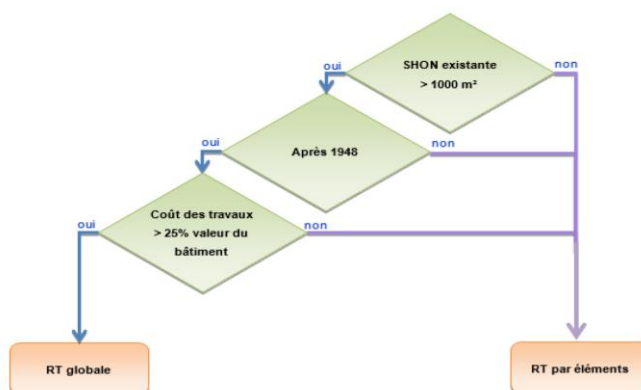 SHON existante
> 1000 m²
oui
non
Après 1948
oui
non
Coût des travaux
> 25% valeur du
bâtiment
oui
non
RT globale
RT par éléments